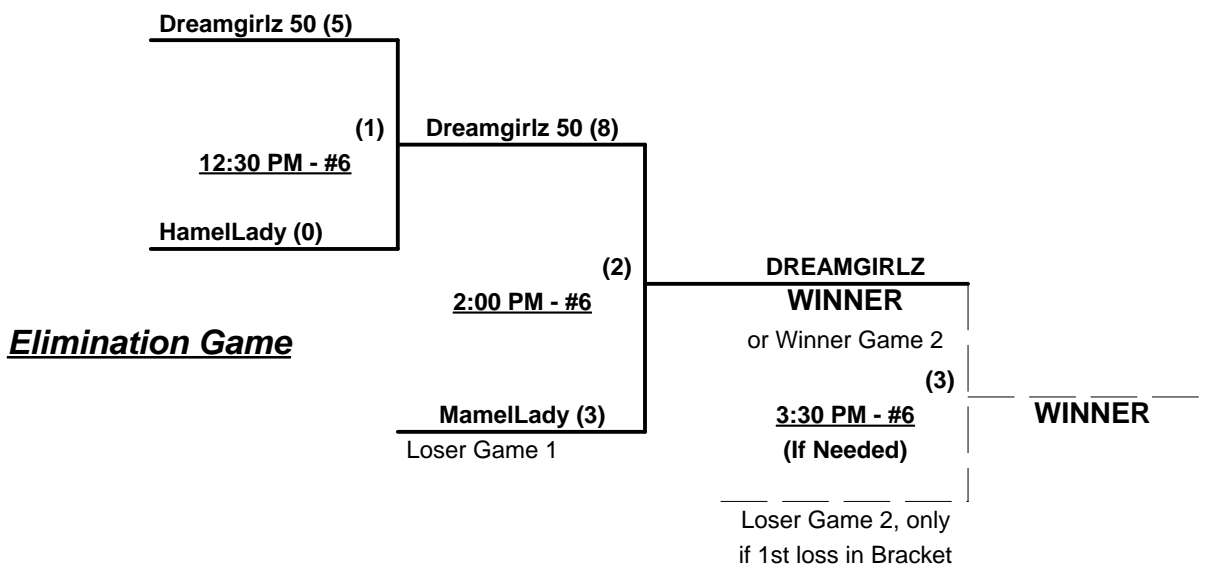 Dreamgirlz 50 (5)
(1)
Dreamgirlz 50 (8)
12:30 PM - #6
HamelLady (0)
(2)
DREAMGIRLZ
2:00 PM - #6
WINNER
Elimination Game
or Winner Game 2
(3)
MamelLady (3)
3:30 PM - #6
WINNER
Loser Game 1
(If Needed)
Loser Game 2, only
if 1st loss in Bracket